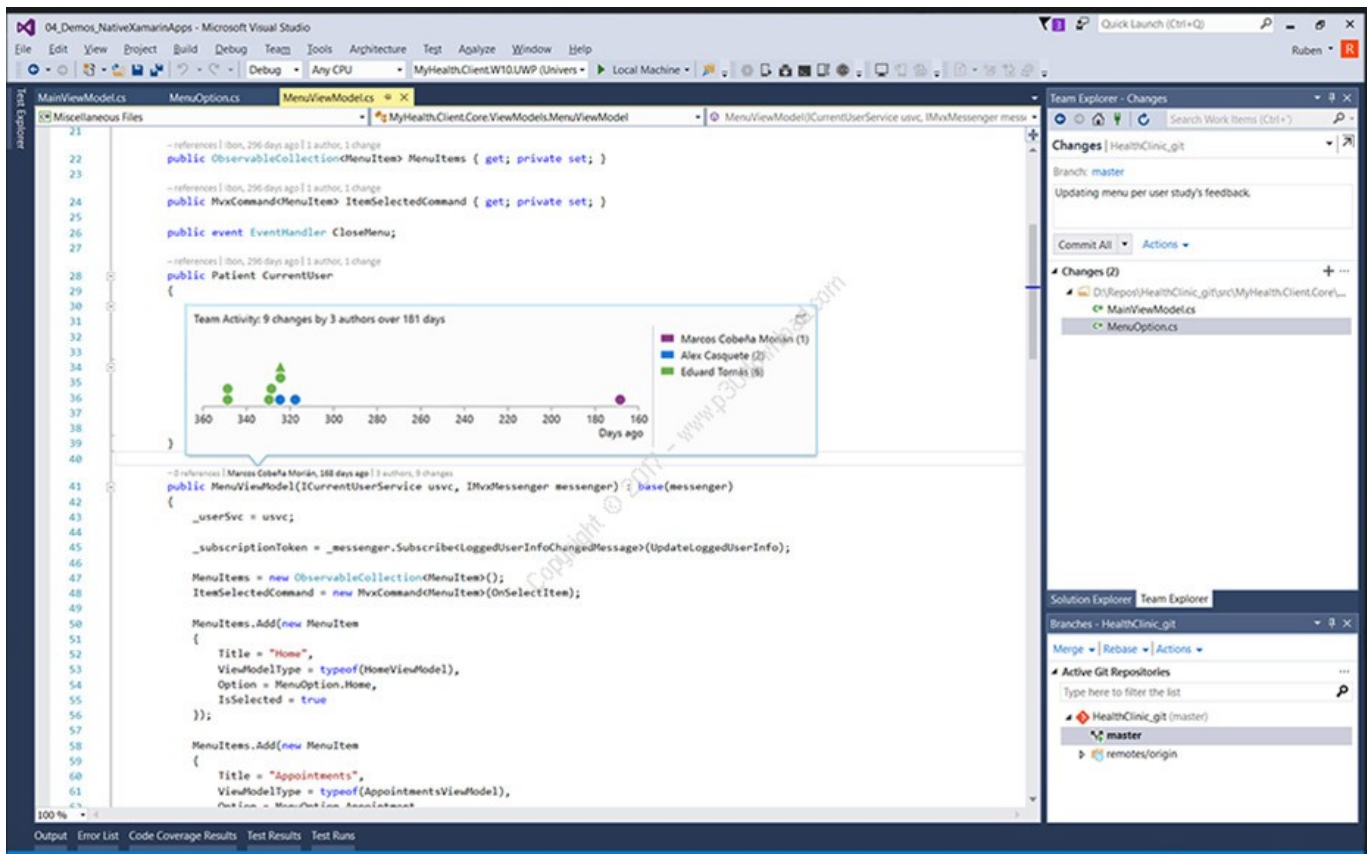 04_Demos_NativeXamarinApps - Microsoft Visual Studio
3
Quick Launch (Ctrl+Q)
File Edit View Project Build Debug Team Tools Architecture Test Analyze Window Help
Ruben
R
Debug
Any CPU
MyHealth.Client.W10.UWP (Univers
Local Machine
Test Explorer
MainViewModel.cs
MenuOption.cs
MenuViewModel.cs
Miscellaneous Files
MyHealth.Client.Core.ViewModels.MenuViewModel
MenuViewModel(ICurrentUserService usvc, IMvxMessenger messe
21
– references | Ibon, 296 days ago | 1 author, 1 change
22 public ObservableCollection<MenuItem> MenuItems { get; private set; }
23
– references | Ibon, 296 days ago | 1 author, 1 change
24 public MvxCommand<MenuItem> ItemSelectedCommand { get; private set; }
25
26 public event EventHandler CloseMenu;
27
– references | Ibon, 296 days ago | 1 author, 1 change
28 public Patient CurrentUser
29 {
30
31
32
33
34
35
36
37
38
39 }
40
Team Activity: 9 changes by 3 authors over 181 days
Marcos Cobeña Morián (1)
Alex Casquete (2)
Eduard Tomàs (6)
360 340 320 300 280 260 240 220 200 180 160
Days ago
– 0 references | Marcos Cobeña Morián, 168 days ago | 3 authors, 9 changes
41 public MenuViewModel(ICurrentUserService usvc, IMvxMessenger messenger) : base(messenger)
42 {
43 _userSvc = usvc;
44
45 _subscriptionToken = _messenger.Subscribe<LoggedUserInfoChangedMessage>(UpdateLoggedUserInfo);
46
47 MenuItems = new ObservableCollection<MenuItem>();
48 ItemSelectedCommand = new MvxCommand<MenuItem>(OnSelectItem);
49
50 MenuItems.Add(new MenuItem
51 {
52 Title = "Home",
53 ViewModelType = typeof(HomeViewModel),
54 Option = MenuOption.Home,
55 IsSelected = true
56 });
57
58 MenuItems.Add(new MenuItem
59 {
60 Title = "Appointments",
61 ViewModelType = typeof(AppointmentsViewModel),
62 Option = MenuOption.Appointment
100 %
Copyright © 2017 - www.p30download.com
Team Explorer - Changes
Search Work Items (Ctrl+')
Changes | HealthClinic_git
Branch: master
Updating menu per user study's feedback.
Commit All
Actions
Changes (2)
D:\Repos\HealthClinic_git\src\MyHealth.Client.Core\...
C# MainViewModel.cs
C# MenuOption.cs
Solution Explorer Team Explorer
Branches - HealthClinic_git
Merge | Rebase | Actions
Active Git Repositories
Type here to filter the list
HealthClinic_git (master)
master
remotes/origin
Output Error List Code Coverage Results Test Results Test Runs